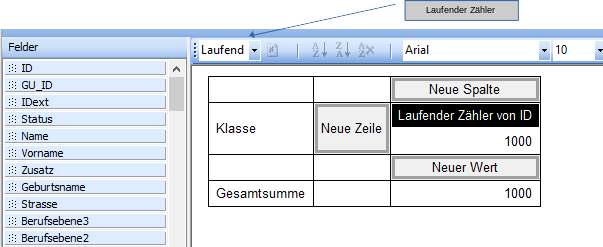 Laufender Zähler
Felder
Laufend
Arial
10
ID
GU_ID
IDext
Status
Name
Vorname
Zusatz
Geburtsname
Strasse
Berufsebene3
Berufsebene2
Neue Spalte
Klasse
Neue Zeile
Laufender Zähler von ID
1000
Neuer Wert
Gesamtsumme
1000